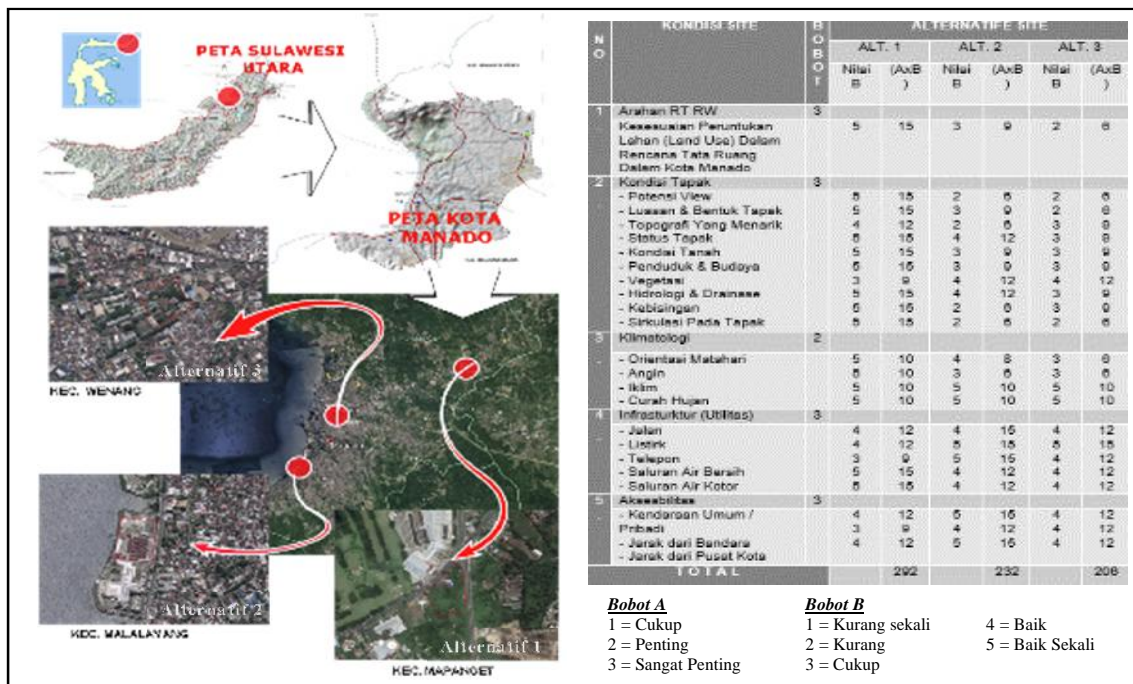 PETA SULAWESI
UTARA
PETA KOTA
MANADO
Alternatif 3
KEC. WENANG
Alternatif 2
KEC. MALALAYANG
Alternatif 1
KEC. MAPANGET
NO KONDISI SITE BOBOT ALTERNATIFE SITE
ALT. 1 ALT. 2 ALT. 3
Nilai B (AxB) Nilai B (AxB) Nilai B (AxB)
1 Arahan RT RW 3
Kesesuaian Peruntukan 5 15 3 9 2 6
Lahan (Land Use) Dalam
Rencana Tata Ruang
Dalam Kota Manado
2 Kondisi Tapak 3
- Potensi View 5 15 2 6 2 6
- Luasan & Bentuk Tapak 5 15 3 9 2 6
- Topografi Yang Menarik 4 12 2 6 3
- Status Tapak 5 15 4 12 3
- Kondisi Tanah 5 15 3 9 3 9
- Penduduk & Budaya 5 15 3 9 3 9
- Vegetasi 3 9 4 12 4 12
- Hidrologi & Drainase 5 15 4 12 3 9
- Kebisingan 5 15 2 6 3 9
- Sirkulasi Pada Tapak 5 15 2 6 2 6
3 Klimatologi 2
- Orientasi Matahari 5 10 4 8 3 6
- Angin 5 10 3 6 3 6
- Iklim 5 10 5 10 5 10
- Curah Hujan 5 10 5 10 5 10
4 Infrasturktur (Utilitas) 3
- Jalan 4 12 4 15 4 12
- Listirk 4 12 5 15 5 15
- Telepon 3 9 5 15 4 12
- Saluran Air Bersih 5 15 4 12 4 12
- Saluran Air Kotor 5 15 4 12 4 12
5 Aksesbilitas 3
- Kendaraan Umum / 4 12 5 15 4 12
Pribadi 3 9 4 12 4 12
- Jarak dari Bandara 4 12 5 15 4 12
- Jarak dari Pusat Kota
TOTAL 292 232 206
Bobot A Bobot B
1 = Cukup 1 = Kurang sekali 4 = Baik
2 = Penting 2 = Kurang 5 = Baik Sekali
3 = Sangat Penting 3 = Cukup